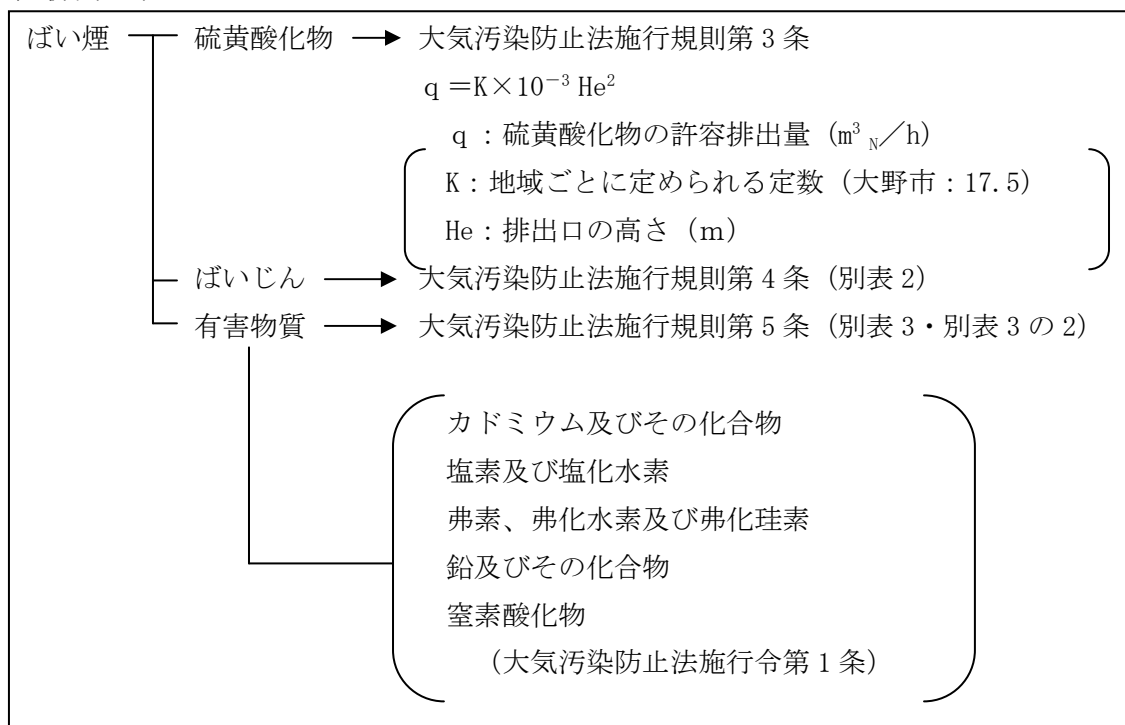 ばい煙 硫黄酸化物 大気汚染防止法施行規則第3条
q=K×10⁻³ He²
q:硫黄酸化物の許容排出量(m³N/h)
K:地域ごとに定められる定数(大野市:17.5)
He:排出口の高さ(m)
ばいじん 大気汚染防止法施行規則第4条(別表2)
有害物質 大気汚染防止法施行規則第5条(別表3・別表3の2)
カドミウム及びその化合物
塩素及び塩化水素
弗素、弗化水素及び弗化珪素
鉛及びその化合物
窒素酸化物
(大気汚染防止法施行令第1条)